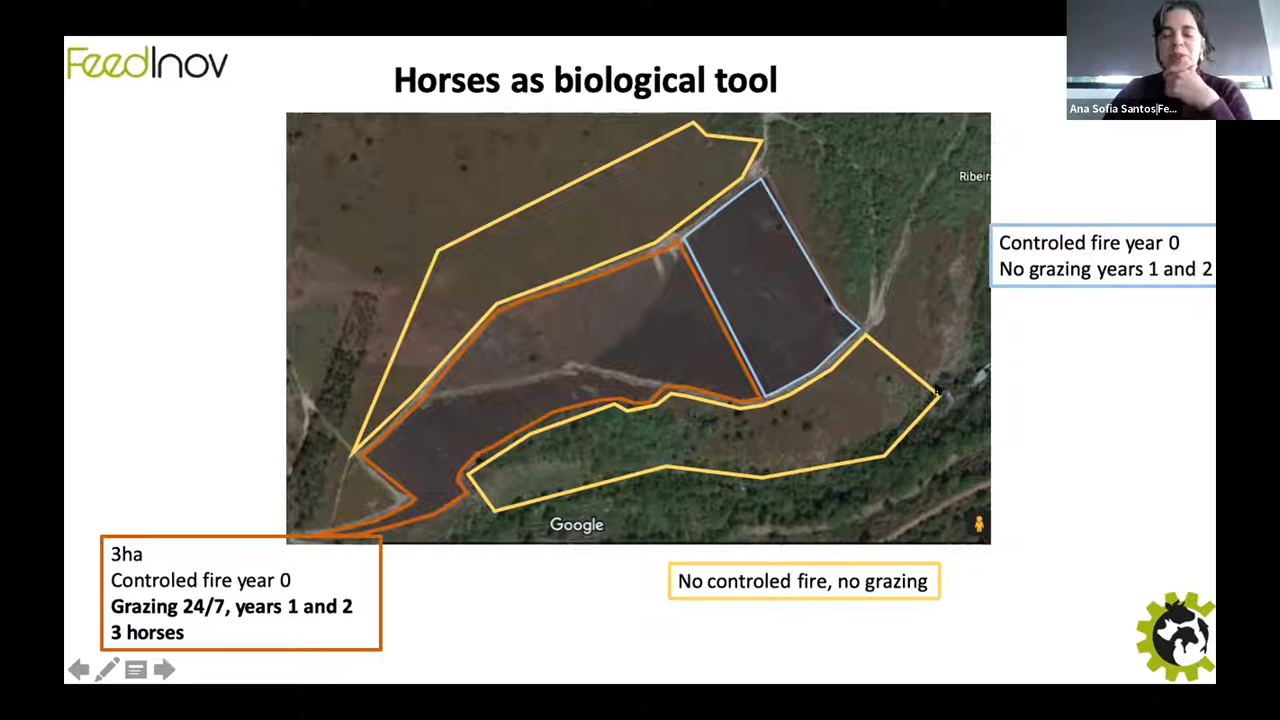 FeedInov
Horses as biological tool
Ana Sofia Santos|Fe...
Ribeir
Controled fire year 0
No grazing years 1 and 2
Google
3ha
Controled fire year 0
Grazing 24/7, years 1 and 2
3 horses
No controled fire, no grazing